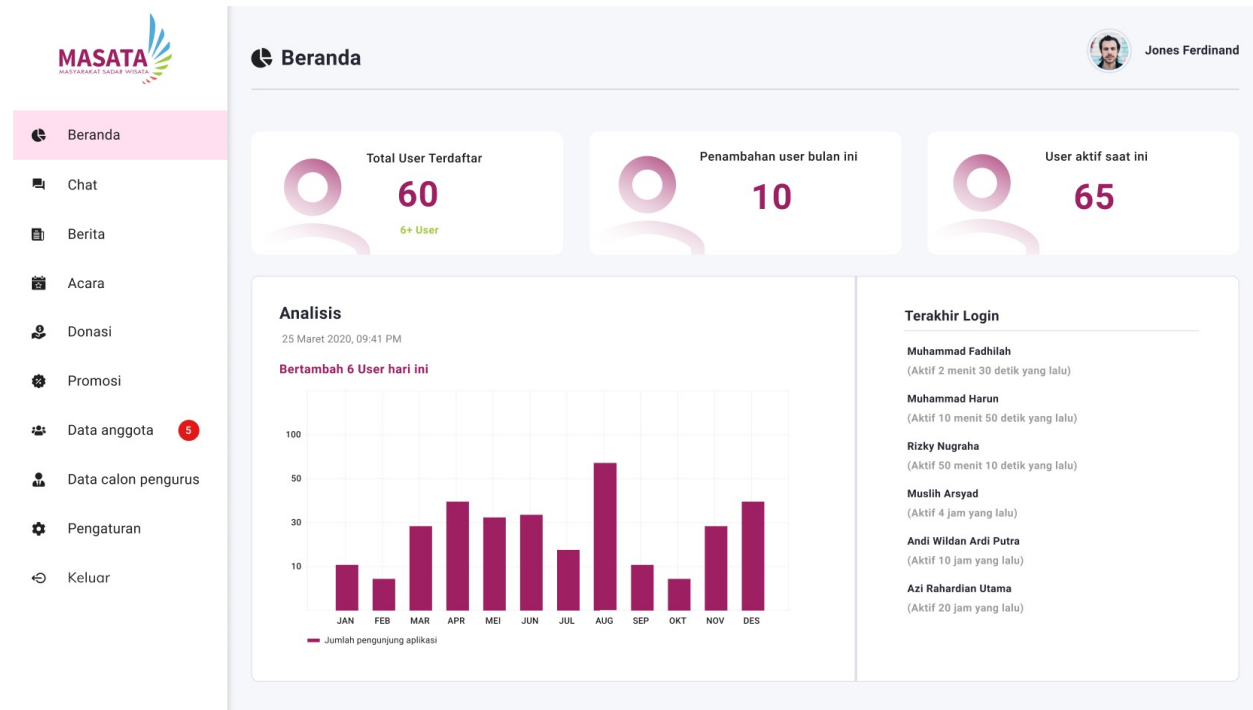 MASATA
MASYARAKAT SADAR WISATA
Beranda
Chat
Berita
Acara
Donasi
Promosi
Data anggota 5
Data calon pengurus
Pengaturan
Keluar
Beranda
Jones Ferdinand
Total User Terdaftar
60
6+ User
Penambahan user bulan ini
10
User aktif saat ini
65
Analisis
25 Maret 2020, 09:41 PM
Bertambah 6 User hari ini
100
50
30
10
JAN FEB MAR APR MEI JUN JUL AUG SEP OKT NOV DES
Jumlah pengunjung aplikasi
Terakhir Login
Muhammad Fadhilah
(Aktif 2 menit 30 detik yang lalu)
Muhammad Harun
(Aktif 10 menit 50 detik yang lalu)
Rizky Nugraha
(Aktif 50 menit 10 detik yang lalu)
Muslih Arsyad
(Aktif 4 jam yang lalu)
Andi Wildan Ardi Putra
(Aktif 10 jam yang lalu)
Azi Rahardian Utama
(Aktif 20 jam yang lalu)